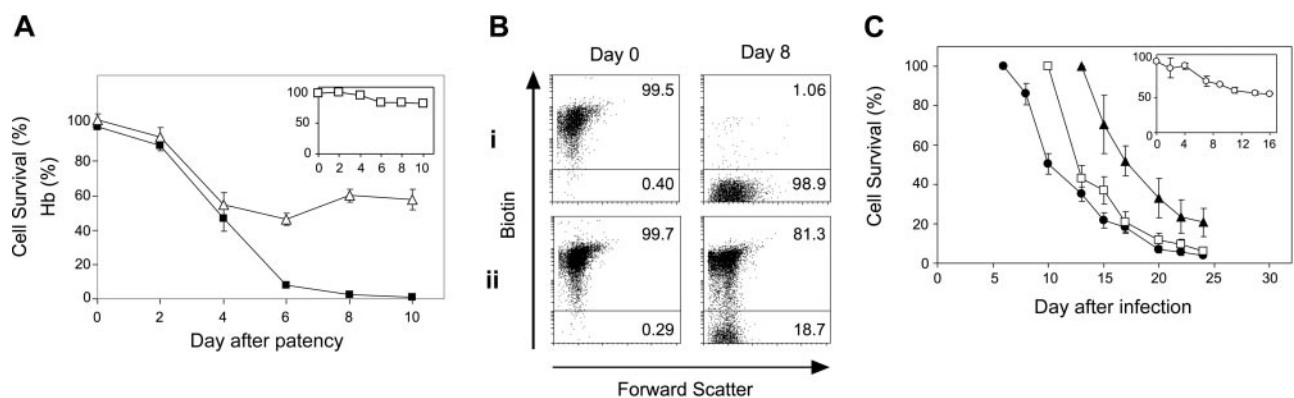 A
Cell Survival (%)
Hb (%)
100
80
60
40
20
0
0 2 4 6 8 10
Day after patency
100
50
0
0 2 4 6 8 10
B
Day 0 Day 8
i
99.5 1.06
0.40 98.9
ii
99.7 81.3
0.29 18.7
Biotin
Forward Scatter
C
Cell Survival (%)
100
80
60
40
20
0
0 5 10 15 20 25 30
Day after infection
100
50
0
0 4 8 12 16